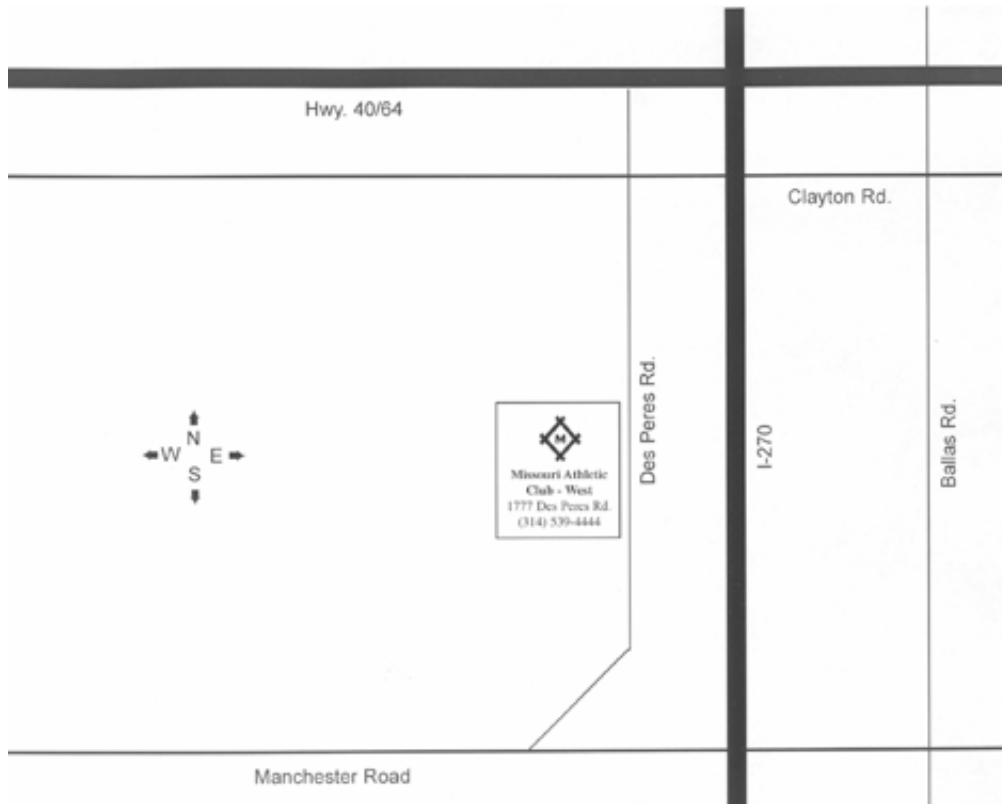 Hwy. 40/64
Clayton Rd.
Des Peres Rd.
I-270
Ballas Rd.
N
W E
S
M
Missouri Athletic
Club - West
1777 Des Peres Rd.
(314) 539-4444
Manchester Road